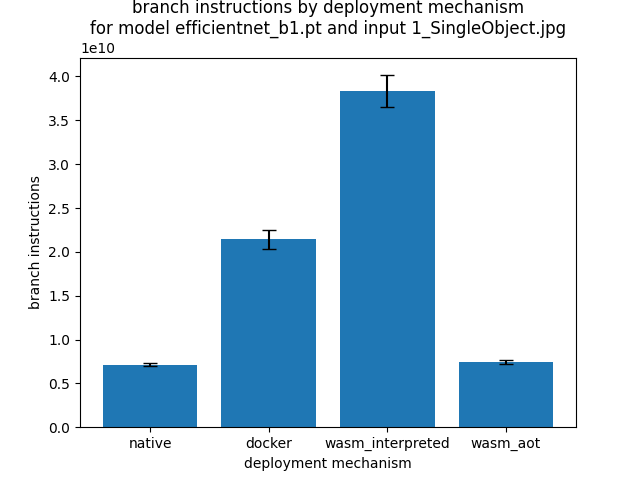 branch instructions by deployment mechanism
for model efficientnet_b1.pt and input 1_SingleObject.jpg
1e10
4.0
3.5
3.0
2.5
2.0
1.5
1.0
0.5
0.0
branch instructions
native docker wasm_interpreted wasm_aot
deployment mechanism